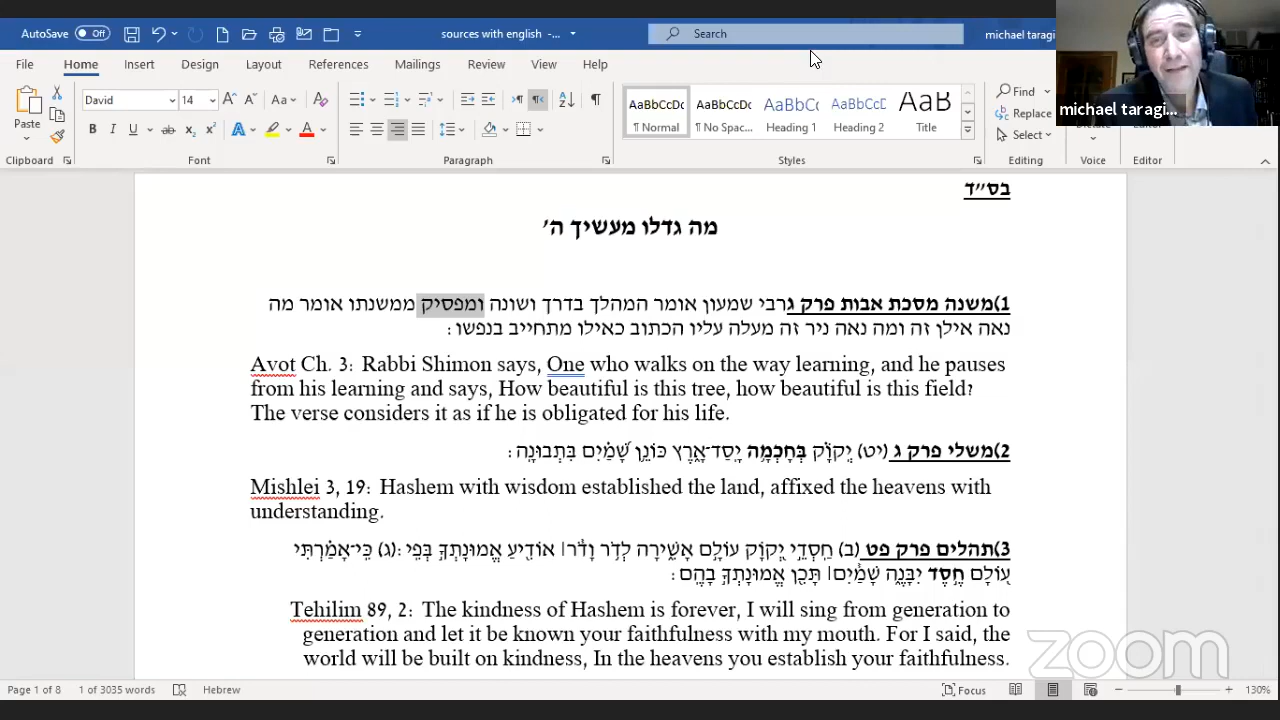 AutoSave Off sources with english -... Search michael taragi
File Home Insert Design Layout References Mailings Review View Help
David 14 Aa
Paste
AaBbCcDc AaBbCcDc AaBbCc AaBbCcD AaB
¶ Normal ¶ No Spac... Heading 1 Heading 2 Title
Find
Replace
Select
michael taragi...
Clipboard Font Paragraph Styles Editing Voice Editor
בס״ד
מה גדלו מעשיך ה׳
1)משנה מסכת אבות פרק ג רבי שמעון אומר המהלך בדרך ושונה ומפסיק ממשנתו אומר מה
נאה אילן זה ומה נאה ניר זה מעלה עליו הכתוב כאילו מתחייב בנפשו:
Avot Ch. 3: Rabbi Shimon says, One who walks on the way learning, and he pauses
from his learning and says, How beautiful is this tree, how beautiful is this field?
The verse considers it as if he is obligated for his life.
2)משלי פרק ג (יט) יְקֹוָ֗ק בְּחָכְמָ֥ה יָֽסַד־אָ֑רֶץ כּוֹנֵ֥ן שָׁ֝מַ֗יִם בִּתְבוּנָֽה:
Mishlei 3, 19: Hashem with wisdom established the land, affixed the heavens with
understanding.
3)תהלים פרק פט (ב) חַֽסְדֵ֣י יְ֭קֹוָק עוֹלָ֣ם אָשִׁ֑ירָה לְדֹ֥ר וָדֹ֓ר׀ אוֹדִ֖יעַ אֱמוּנָתְךָ֣ בְּפִֽי: (ג) כִּֽי־אָמַ֗רְתִּי
ע֭וֹלָם חֶ֣סֶד יִבָּנֶ֑ה שָׁמַ֓יִם׀ תָּכִ֖ן אֱמוּנָתְךָ֣ בָהֶֽם:
Tehilim 89, 2: The kindness of Hashem is forever, I will sing from generation to
generation and let it be known your faithfulness with my mouth. For I said, the
world will be built on kindness, In the heavens you establish your faithfulness.
zoom
Page 1 of 8 1 of 3035 words Hebrew Focus 130%